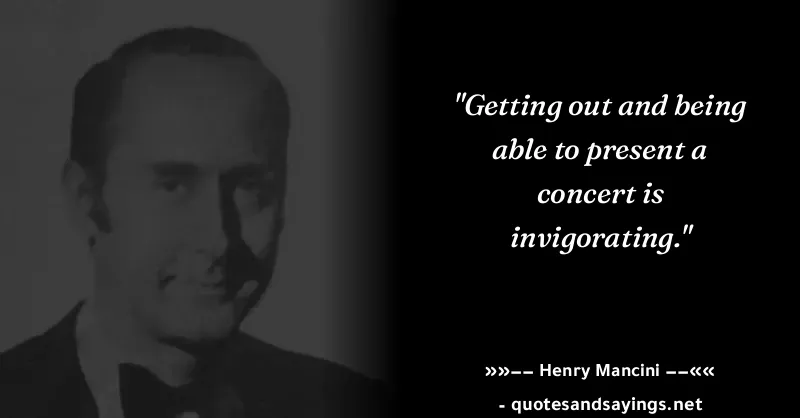 "Getting out and being
able to present a
concert is
invigorating."
»»–– Henry Mancini ––««
- quotesandsayings.net